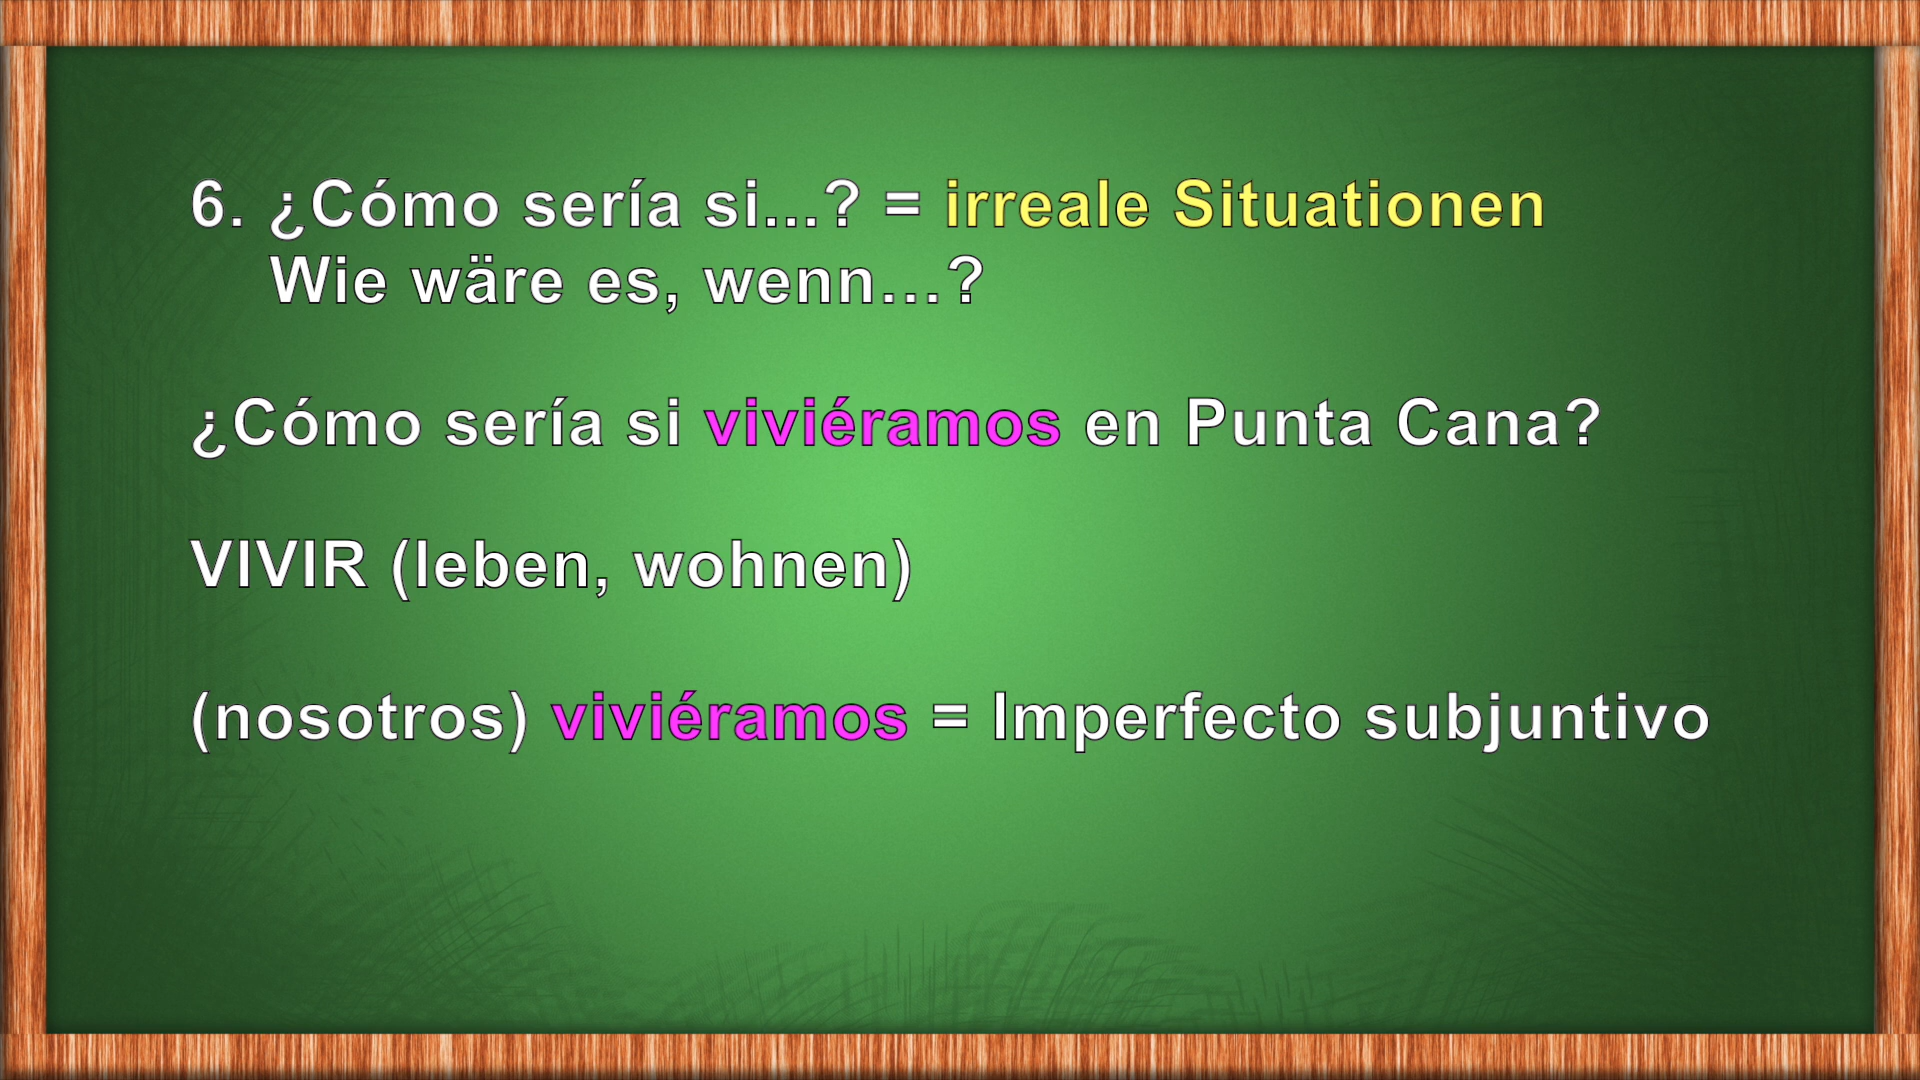 6. ¿Cómo sería si...? = irreale Situationen
Wie wäre es, wenn...?
¿Cómo sería si viviéramos en Punta Cana?
VIVIR (leben, wohnen)
(nosotros) viviéramos = Imperfecto subjuntivo